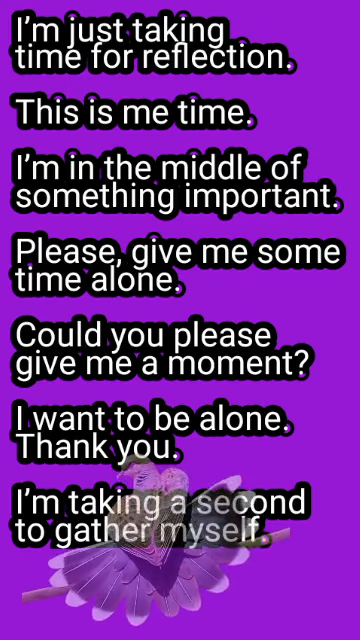 I'm just taking
time for reflection.
This is me time.
I'm in the middle of
something important.
Please, give me some
time alone.
Could you please
give me a moment?
I want to be alone.
Thank you.
I'm taking a second
to gather myself.